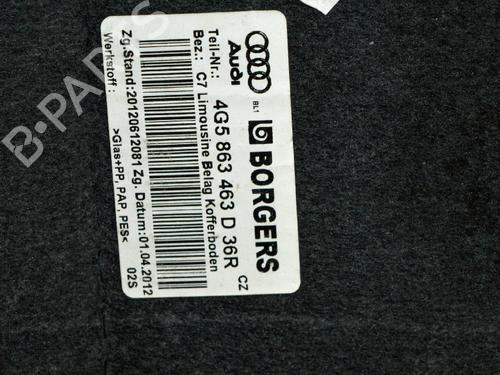 Audi
BL1
BORGERS
CZ
Teil-Nr.: 4G5 863 463 D 36R
Bez.: C7 Limousine Belag Kofferboden
Zg.Stand:20120612081 Zg. Datum:01.04.2012
Werkstoff: >Glas+PP, PAP, PES<
02S
B-PARTS